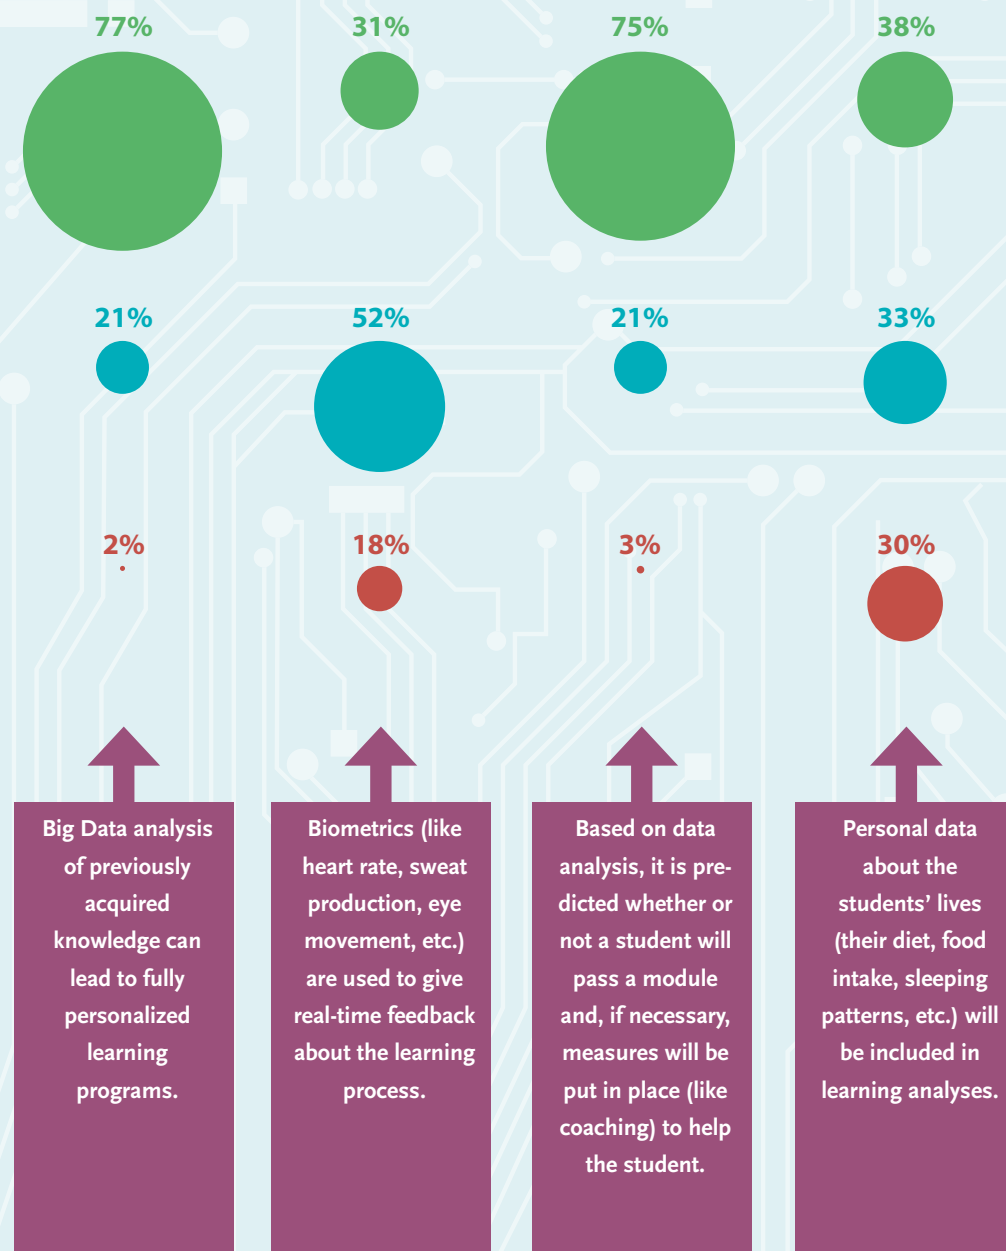 77%
31%
75%
38%
21%
52%
21%
33%
2%
18%
3%
30%
Big Data analysis
of previously
acquired
knowledge can
lead to fully
personalized
learning
programs.
Biometrics (like
heart rate, sweat
production, eye
movement, etc.)
are used to give
real-time feedback
about the learning
process.
Based on data
analysis, it is pre-
dicted whether or
not a student will
pass a module
and, if necessary,
measures will be
put in place (like
coaching) to help
the student.
Personal data
about the
students’ lives
(their diet, food
intake, sleeping
patterns, etc.) will
be included in
learning analyses.